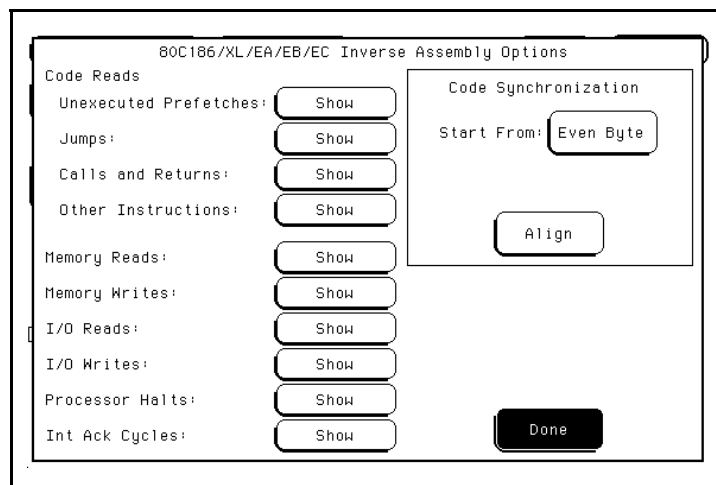 80C186/XL/EA/EB/EC Inverse Assembly Options
Code Reads
Unexecuted Prefetches: Show
Jumps: Show
Calls and Returns: Show
Other Instructions: Show
Memory Reads: Show
Memory Writes: Show
I/O Reads: Show
I/O Writes: Show
Processor Halts: Show
Int Ack Cycles: Show
Code Synchronization
Start From: Even Byte
Align
Done